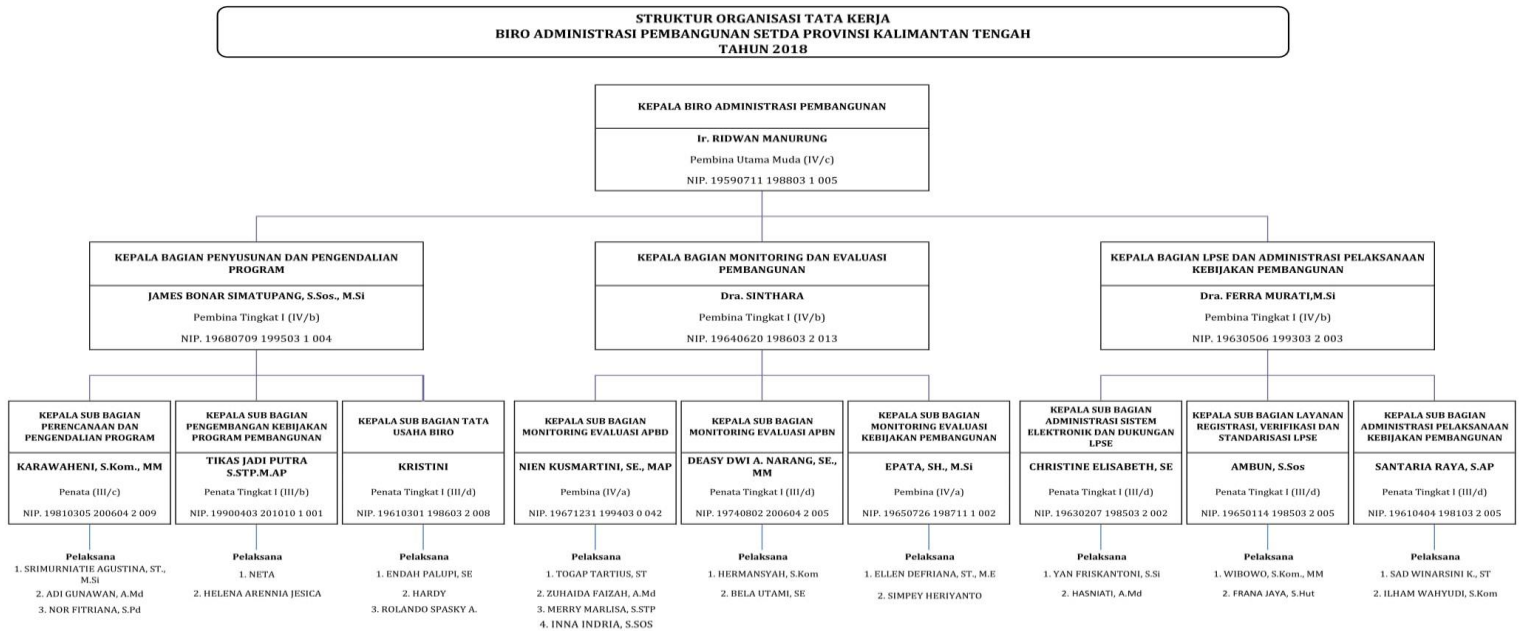 STRUKTUR ORGANISASI TATA KERJA
BIRO ADMINISTRASI PEMBANGUNAN SETDA PROVINSI KALIMANTAN TENGAH
TAHUN 2018
KEPALA BIRO ADMINISTRASI PEMBANGUNAN
Ir. RIDWAN MANURUNG
Pembina Utama Muda (IV/c)
NIP. 19590711 198803 1 005
KEPALA BAGIAN PENYUSUNAN DAN PENGENDALIAN
PROGRAM
JAMES BONAR SIMATUPANG, S.Sos., M.Si
Pembina Tingkat I (IV/b)
NIP. 19680709 199503 1 004
KEPALA BAGIAN MONITORING DAN EVALUASI
PEMBANGUNAN
Dra. SINTHARA
Pembina Tingkat I (IV/b)
NIP. 19640620 198603 2 013
KEPALA BAGIAN LPSE DAN ADMINISTRASI PELAKSANAAN
KEBIJAKAN PEMBANGUNAN
Dra. FERRA MURATI,M.Si
Pembina Tingkat I (IV/b)
NIP. 19630506 199303 2 003
KEPALA SUB BAGIAN
PERENCANAAN DAN
PENGENDALIAN PROGRAM
KARAWAHENI, S.Kom., MM
Penata (III/c)
NIP. 19810305 200604 2 009
Pelaksana
1. SRIMURNIATIE AGUSTINA, ST.,
M.Si
2. ADI GUNAWAN, A.Md
3. NOR FITRIANA, S.Pd
KEPALA SUB BAGIAN
PENGEMBANGAN KEBIJAKAN
PROGRAM PEMBANGUNAN
TIKAS JADI PUTRA
S.STP.M.AP
Penata Tingkat I (III/b)
NIP. 19900403 201010 1 001
Pelaksana
1. NETA
2. HELENA ARENNIA JESICA
KEPALA SUB BAGIAN TATA
USAHA BIRO
KRISTINI
Penata Tingkat I (III/d)
NIP. 19610301 198603 2 008
Pelaksana
1. ENDAH PALUPI, SE
2. HARDY
3. ROLANDO SPASKY A.
KEPALA SUB BAGIAN
MONITORING EVALUASI APBD
NIEN KUSMARTINI, SE., MAP
Pembina (IV/a)
NIP. 19671231 199403 0 042
Pelaksana
1. TOGAP TARTIUS, ST
2. ZUHAIDA FAIZAH, A.Md
3. MERRY MARLISA, S.STP
4. INNA INDRIA, S.SOS
KEPALA SUB BAGIAN
MONITORING EVALUASI APBN
DEASY DWI A. NARANG, SE.,
MM
Penata Tingkat I (III/d)
NIP. 19740802 200604 2 005
Pelaksana
1. HERMANSYAH, S.Kom
2. BELA UTAMI, SE
KEPALA SUB BAGIAN
MONITORING EVALUASI
KEBIJAKAN PEMBANGUNAN
EPATA, SH., M.Si
Pembina (IV/a)
NIP. 19650726 198711 1 002
Pelaksana
1. ELLEN DEFRIANA, ST., M.E
2. SIMPEY HERIYANTO
KEPALA SUB BAGIAN
ADMINISTRASI SISTEM
ELEKTRONIK DAN DUKUNGAN
LPSE
CHRISTINE ELISABETH, SE
Penata Tingkat I (III/d)
NIP. 19630207 198503 2 002
Pelaksana
1. YAN FRISKANTONI, S.Si
2. HASNIATI, A.Md
KEPALA SUB BAGIAN LAYANAN
REGISTRASI, VERIFIKASI DAN
STANDARISASI LPSE
AMBUN, S.Sos
Penata Tingkat I (III/d)
NIP. 19650114 198503 2 005
Pelaksana
1. WIBOWO, S.Kom., MM
2. FRANA JAYA, S.Hut
KEPALA SUB BAGIAN
ADMINISTRASI PELAKSANAAN
KEBIJAKAN PEMBANGUNAN
SANTARIA RAYA, S.AP
Penata Tingkat I (III/d)
NIP. 19610404 198103 2 005
Pelaksana
1. SAD WINARSINI K., ST
2. ILHAM WAHYUDI, S.Kom